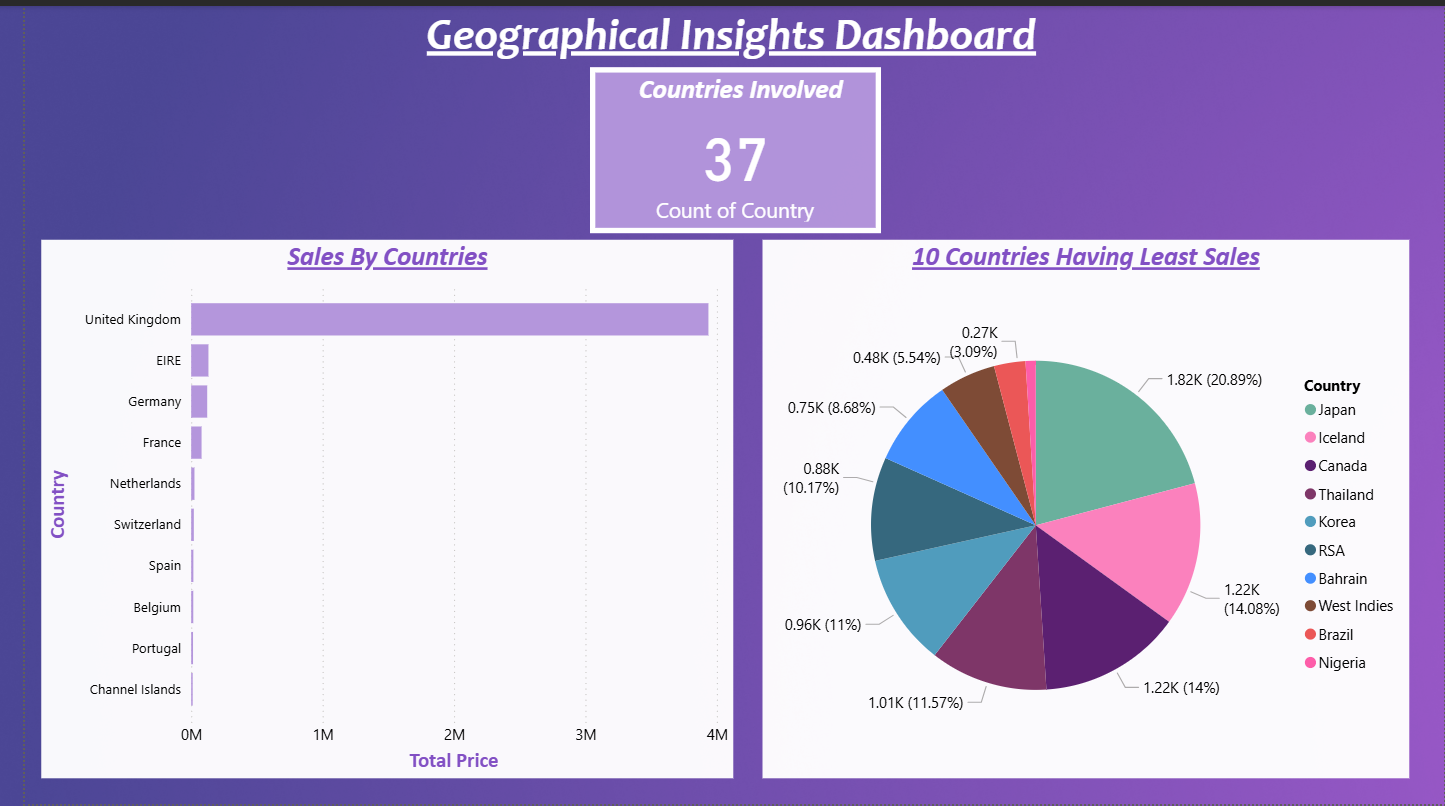 Geographical Insights Dashboard
Countries Involved
37
Count of Country
Sales By Countries
United Kingdom
EIRE
Germany
France
Netherlands
Switzerland
Spain
Belgium
Portugal
Channel Islands
Country
0M 1M 2M 3M 4M
Total Price
10 Countries Having Least Sales
0.27K
(3.09%)
0.48K (5.54%)
1.82K (20.89%)
0.75K (8.68%)
0.88K
(10.17%)
1.22K
(14.08%)
0.96K (11%)
1.22K (14%)
1.01K (11.57%)
Country
Japan
Iceland
Canada
Thailand
Korea
RSA
Bahrain
West Indies
Brazil
Nigeria